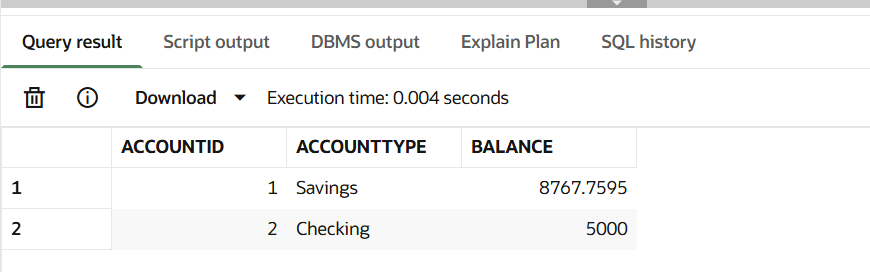 Query result Script output DBMS output Explain Plan SQL history
Download Execution time: 0.004 seconds
ACCOUNTID ACCOUNTTYPE BALANCE
1 1 Savings 8767.7595
2 2 Checking 5000